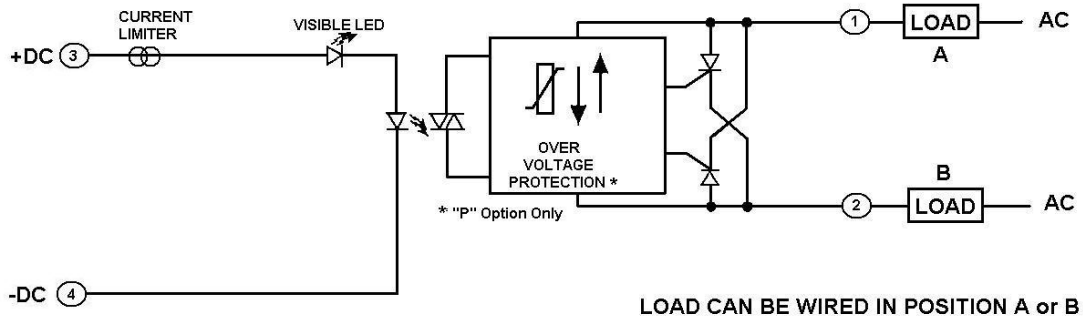 CURRENT
LIMITER
VISIBLE LED
+DC 3
1 LOAD AC
A
OVER
VOLTAGE
PROTECTION *
* "P" Option Only
B
2 LOAD AC
-DC 4
LOAD CAN BE WIRED IN POSITION A or B